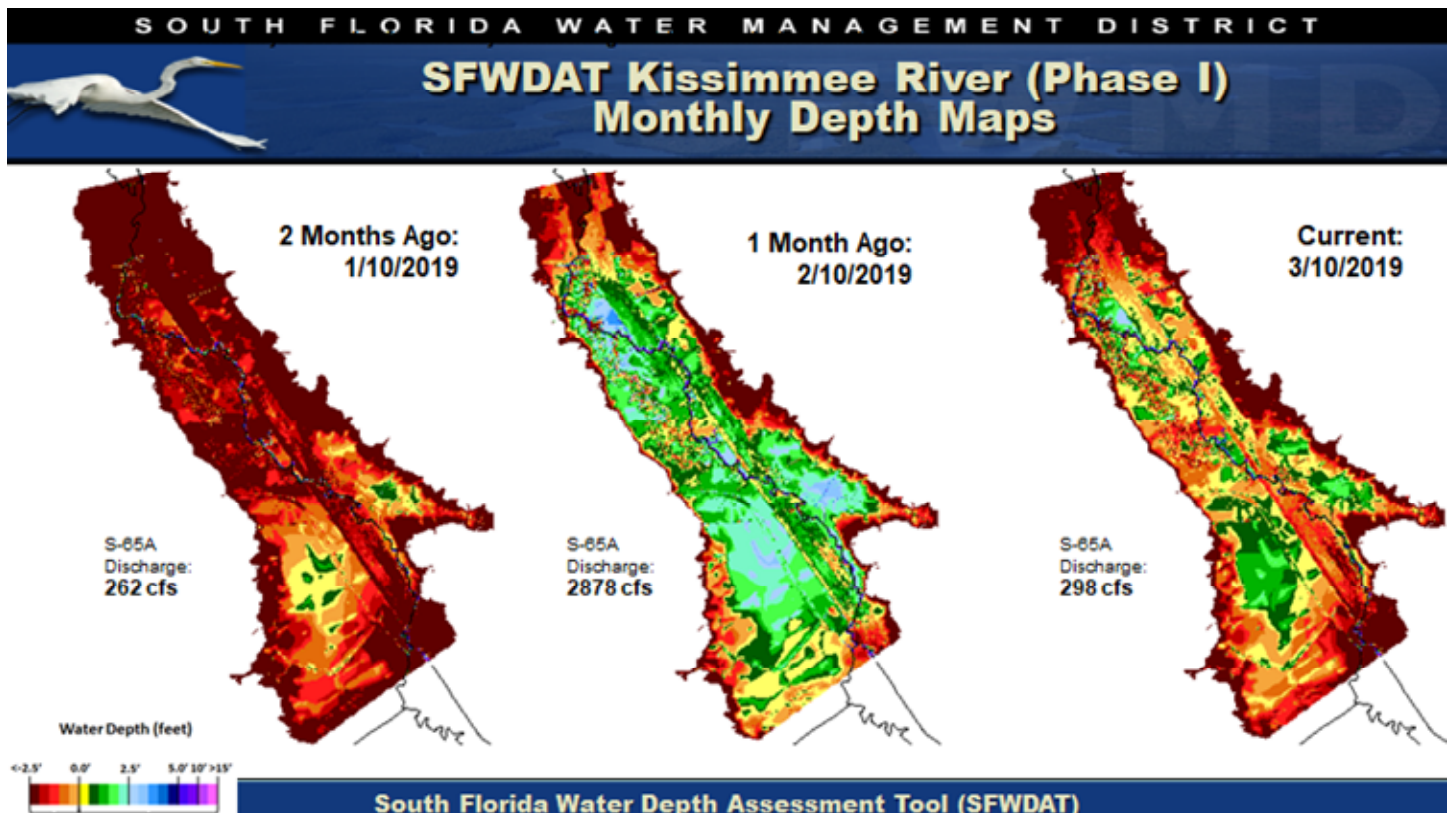 SOUTH FLORIDA WATER MANAGEMENT DISTRICT
SFWDAT Kissimmee River (Phase I)
Monthly Depth Maps
2 Months Ago:
1/10/2019
1 Month Ago:
2/10/2019
Current:
3/10/2019
S-65A
Discharge:
262 cfs
S-65A
Discharge:
2878 cfs
S-65A
Discharge:
298 cfs
Water Depth (feet)
<-2.5' 0.0' 2.5' 5.0' 10' >15'
South Florida Water Depth Assessment Tool (SFWDAT)